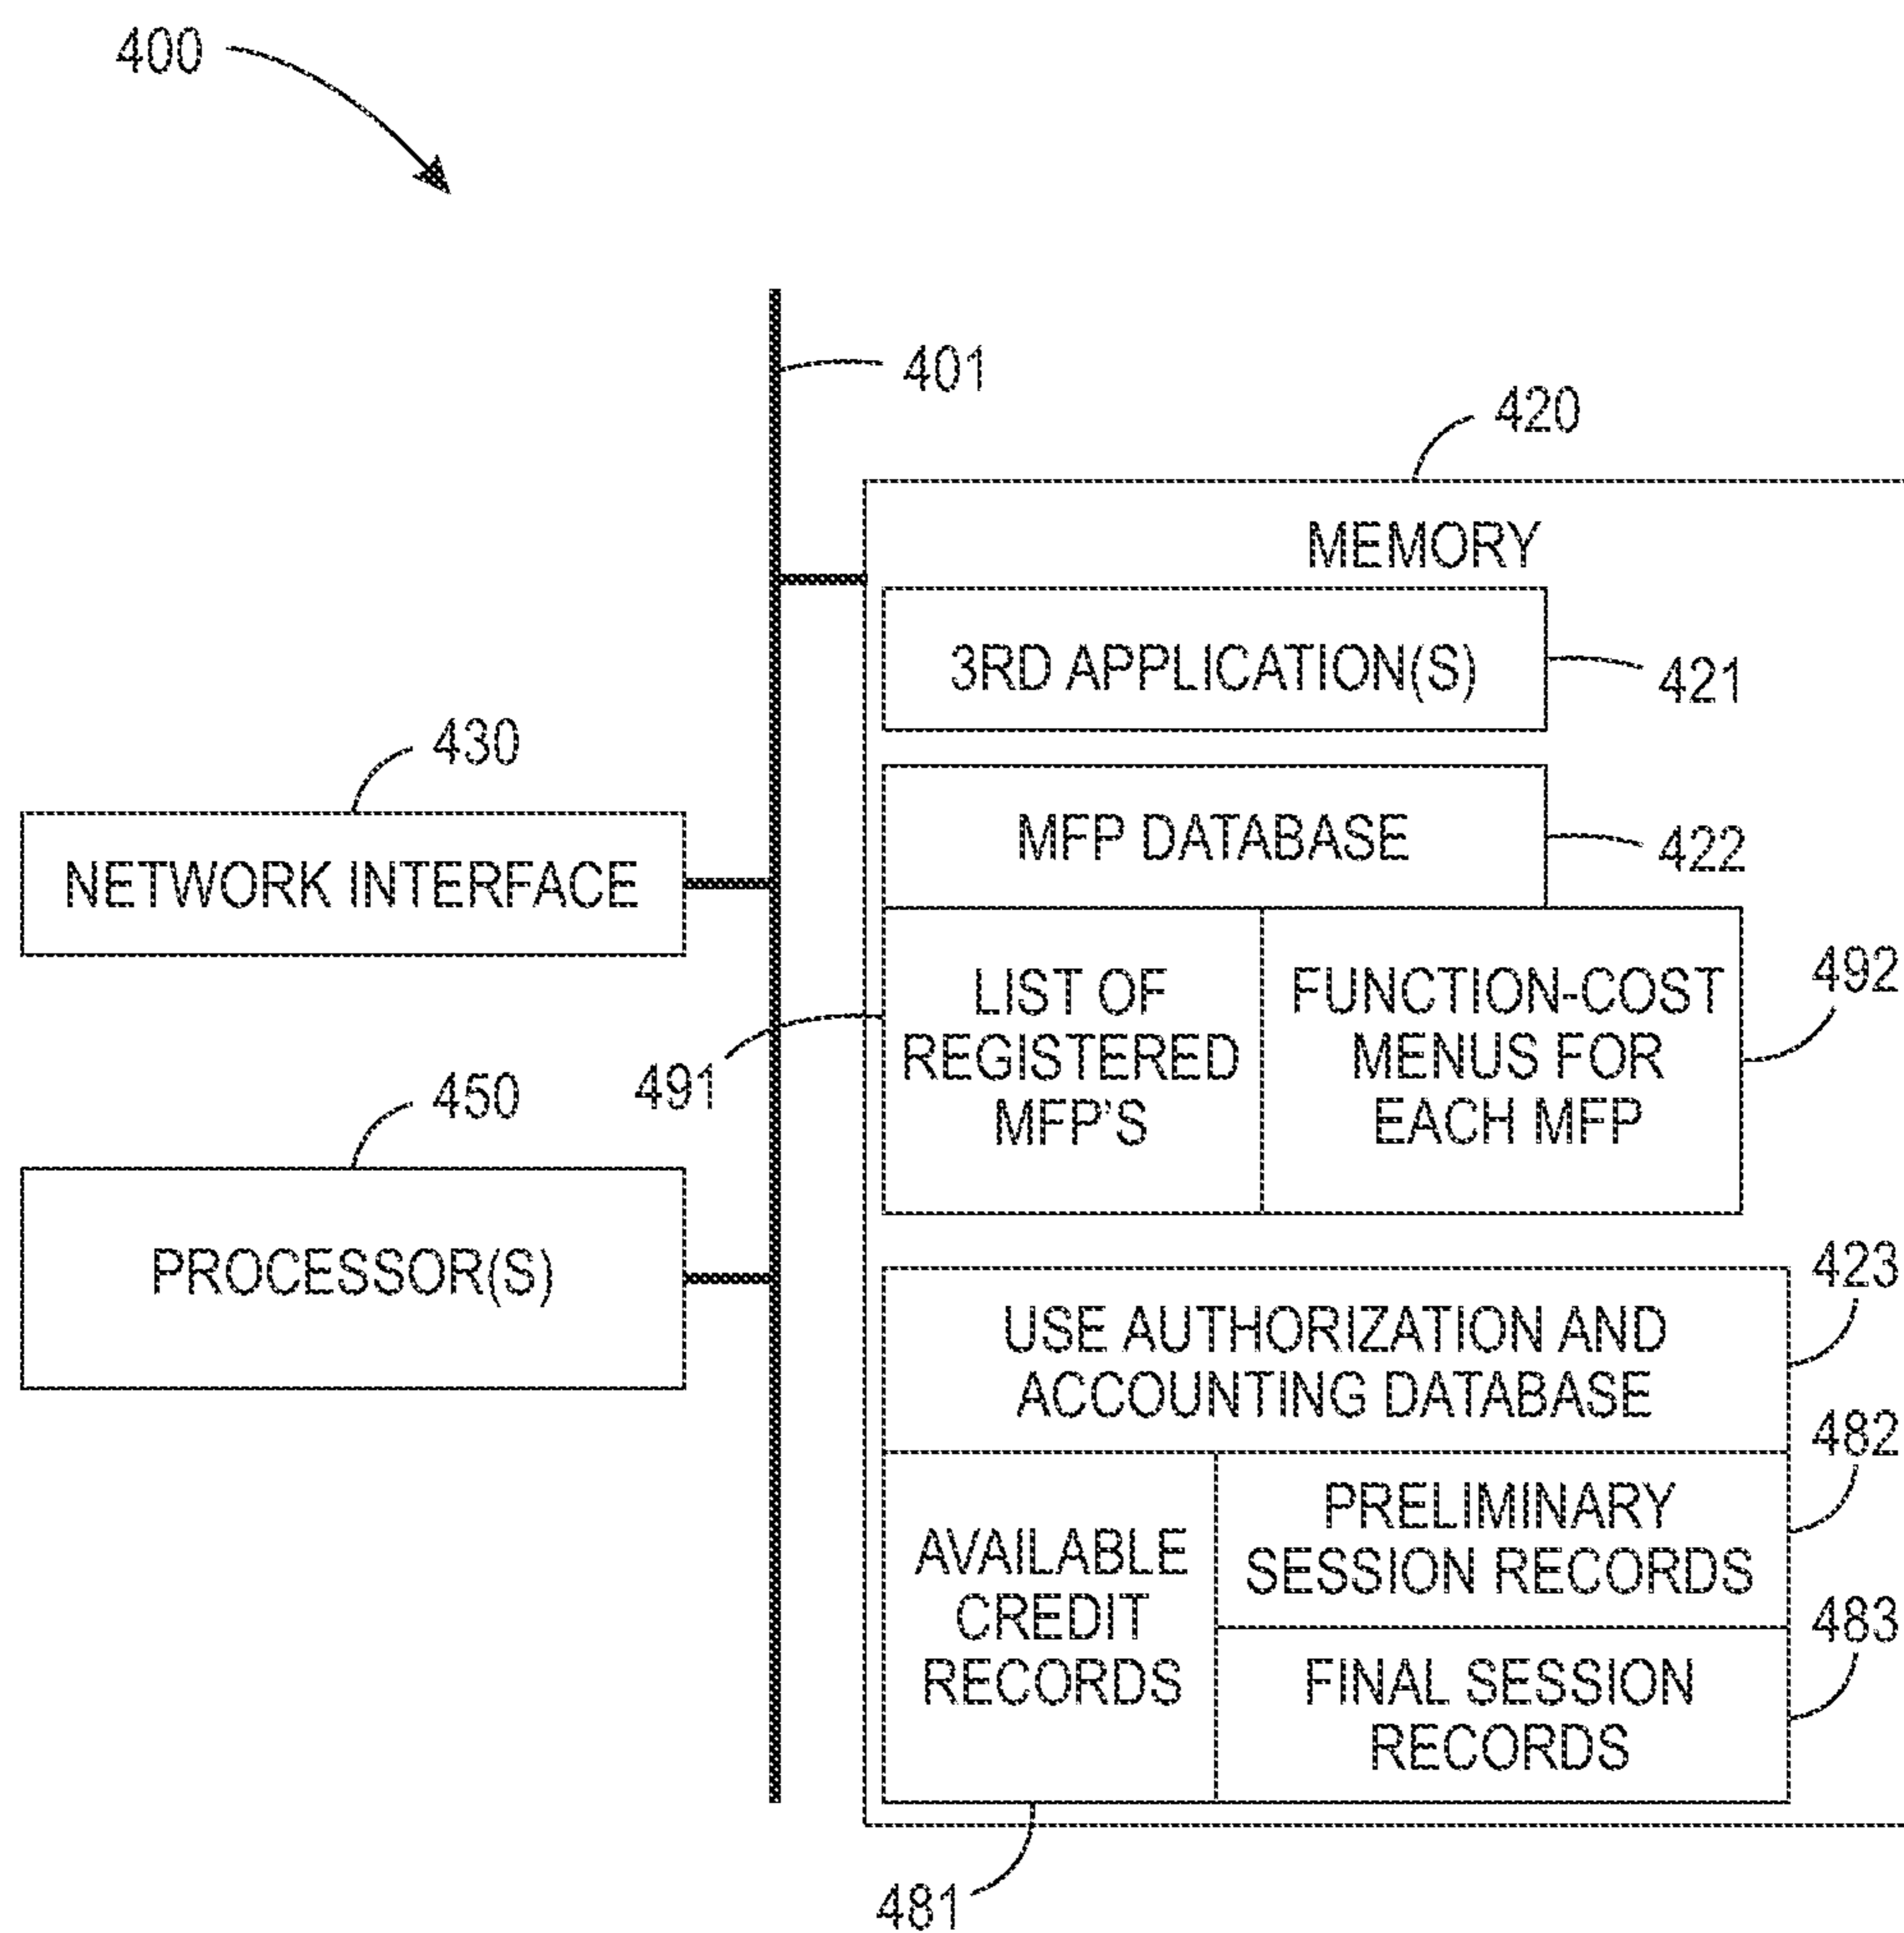 400
401
420
MEMORY
3RD APPLICATION(S)
421
430
NETWORK INTERFACE
MFP DATABASE
422
LIST OF
REGISTERED
MFP'S
491
FUNCTION-COST
MENUS FOR
EACH MFP
492
450
PROCESSOR(S)
423
USE AUTHORIZATION AND
ACCOUNTING DATABASE
482
AVAILABLE
CREDIT
RECORDS
PRELIMINARY
SESSION RECORDS
483
FINAL SESSION
RECORDS
481